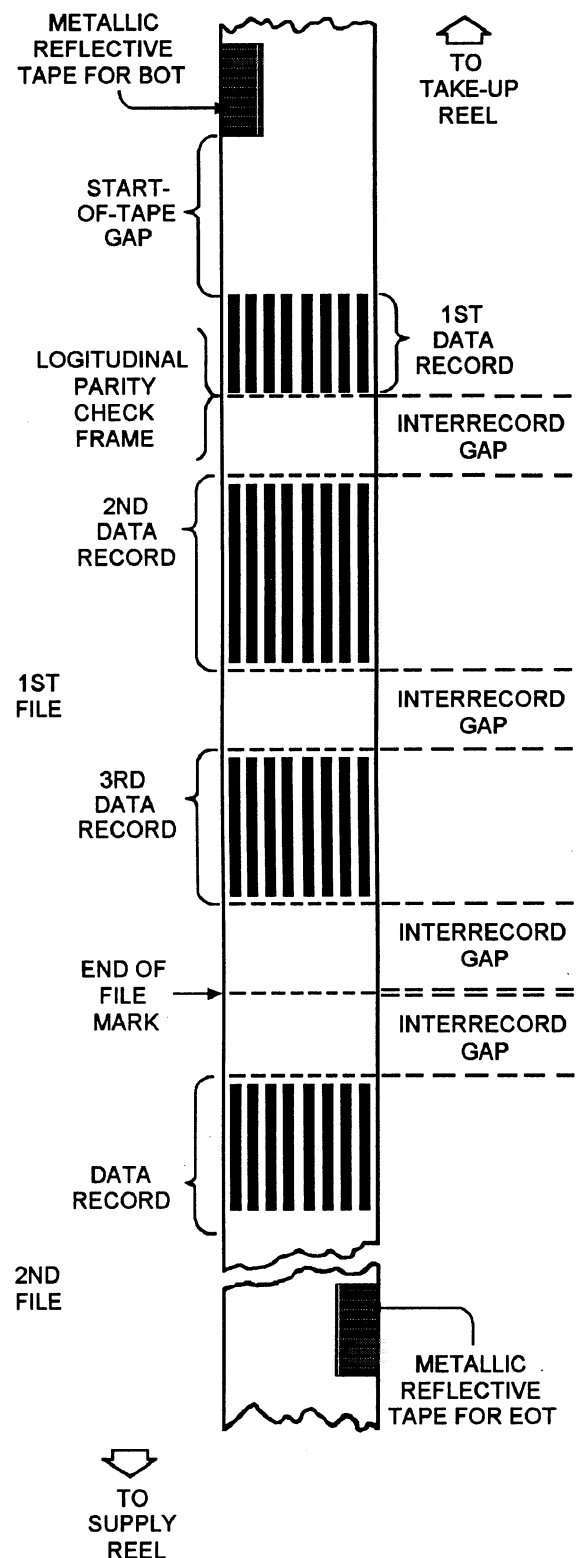 METALLIC
REFLECTIVE
TAPE FOR BOT
TO
TAKE-UP
REEL
START-
OF-TAPE
GAP
1ST
DATA
RECORD
LOGITUDINAL
PARITY
CHECK
FRAME
INTERRECORD
GAP
2ND
DATA
RECORD
1ST
FILE
INTERRECORD
GAP
3RD
DATA
RECORD
INTERRECORD
GAP
END OF
FILE
MARK
INTERRECORD
GAP
DATA
RECORD
2ND
FILE
METALLIC
REFLECTIVE
TAPE FOR EOT
TO
SUPPLY
REEL